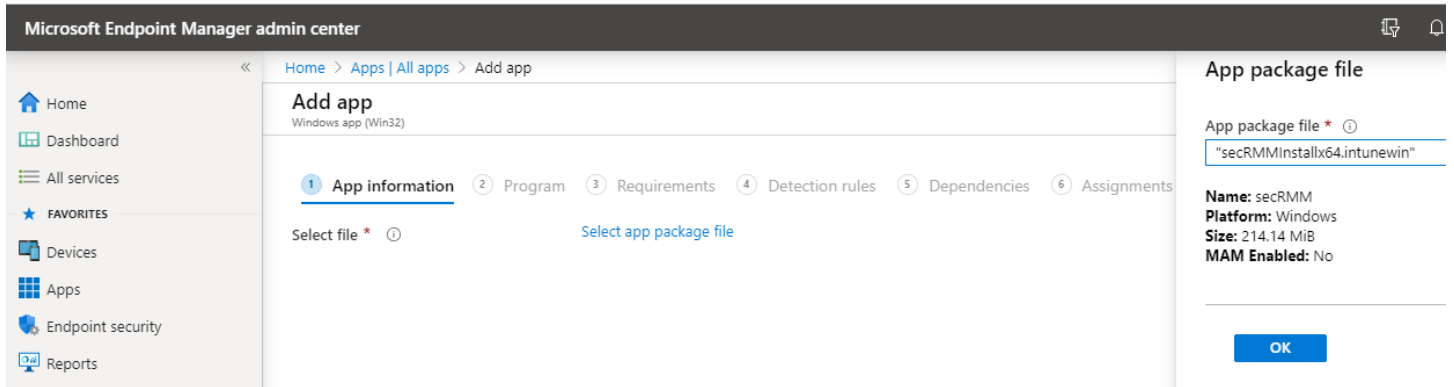 Microsoft Endpoint Manager admin center
«
Home > Apps | All apps > Add app
Home
Dashboard
All services
FAVORITES
Devices
Apps
Endpoint security
Reports
Add app
Windows app (Win32)
1 App information 2 Program 3 Requirements 4 Detection rules 5 Dependencies 6 Assignments
Select file *
Select app package file
App package file
App package file *
"secRMMInstallx64.intunewin"
Name: secRMM
Platform: Windows
Size: 214.14 MiB
MAM Enabled: No
OK